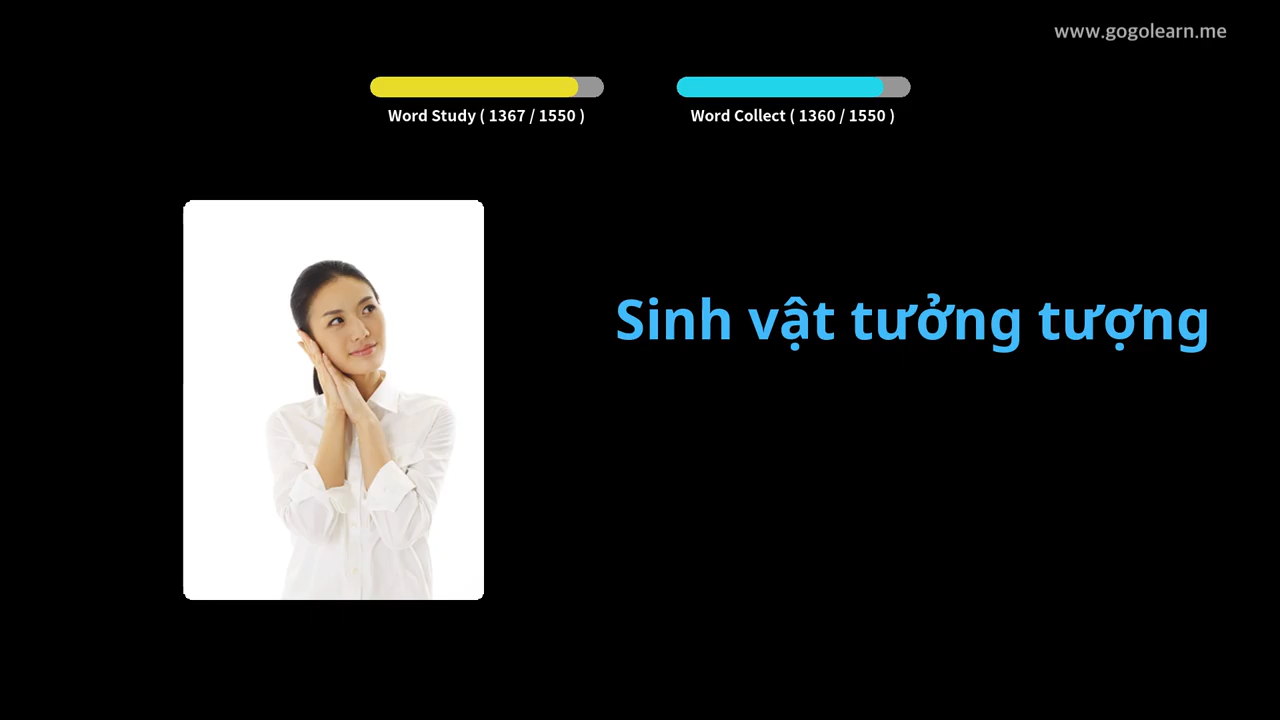 www.gogolearn.me
Word Study ( 1367 / 1550 )
Word Collect ( 1360 / 1550 )
Sinh vật tưởng tượng